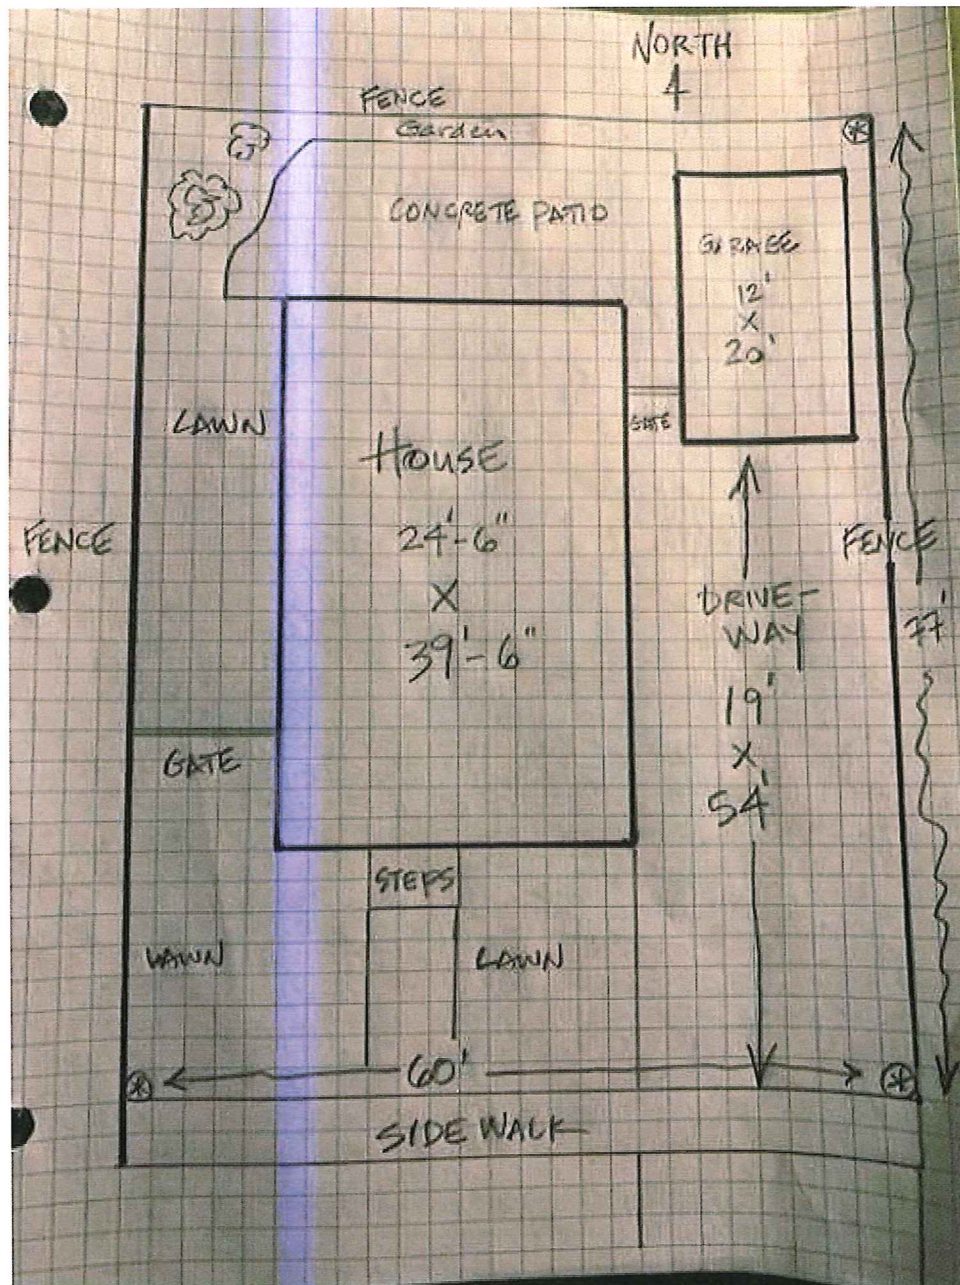 NORTH
FENCE
Garden
CONCRETE PATIO
GARAGE
12'
X
20'
LAWN
GATE
HOUSE
24'-6"
X
39'-6"
FENCE
FENCE
DRIVE-
WAY
77'
19'
X
54'
GATE
STEPS
LAWN
LAWN
60'
SIDE WALK